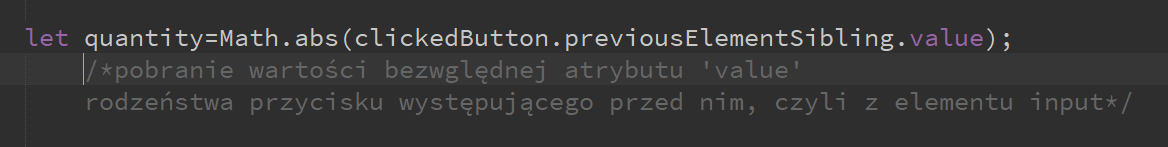 let quantity=Math.abs(clickedButton.previousElementSibling.value);
/*pobranie wartości bezwględnej atrybutu 'value'
rodzeństwa przycisku występującego przed nim, czyli z elementu input*/